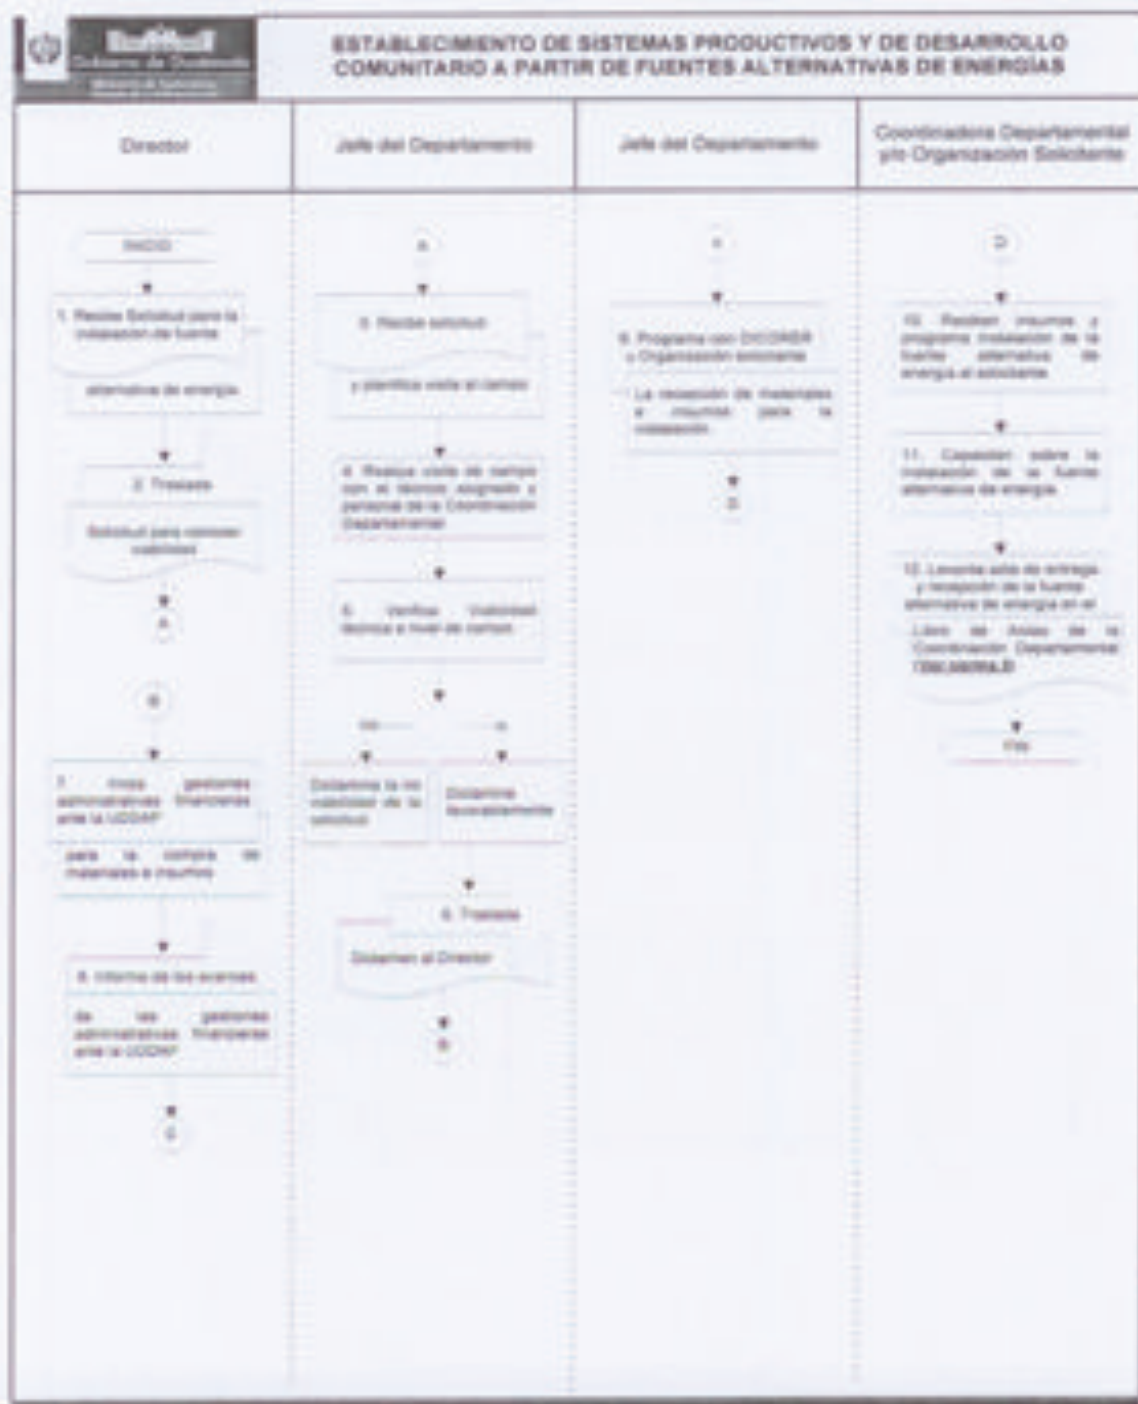 Gobierno de Guatemala
ESTABLECIMIENTO DE SISTEMAS PRODUCTIVOS Y DE DESARROLLO
COMUNITARIO A PARTIR DE FUENTES ALTERNATIVAS DE ENERGÍAS
Director
Jefe del Departamento
Jefe del Departamento
Coordinadora Departamental
y/o Organización Solicitante
INICIO
1. Recibe Solicitud para la
instalación de fuente
alternativa de energía
2. Traslada
Solicitud para
viabilidad
A
B
7. Inicia gestiones
administrativas financieras
ante la UDDAF
para la compra de
materiales e insumos
8. Informa de los avances
de las gestiones
administrativas financieras
ante la UDDAF
C
A
3. Recibe solicitud
y planifica visita al campo
4. Realiza visita de campo
con el técnico asignado y
personal de la Coordinación
Departamental
5. Verifica Viabilidad
técnica a nivel de campo
Dictamina la no
viabilidad de la
solicitud
Dictamina
favorablemente
6. Traslada
Dictamen al Director
B
9. Programa con DICORER
u Organización solicitante
La recepción de materiales
e insumos para la
instalación
D
D
10. Reciben insumos y
programa instalación de la
fuente alternativa de
energía al solicitante
11. Capacitan sobre la
instalación de la fuente
alternativa de energía
12. Levanta acta de entrega
y recepción de la fuente
alternativa de energía en el
Libro de Actas de la
Coordinación Departamental
FIN